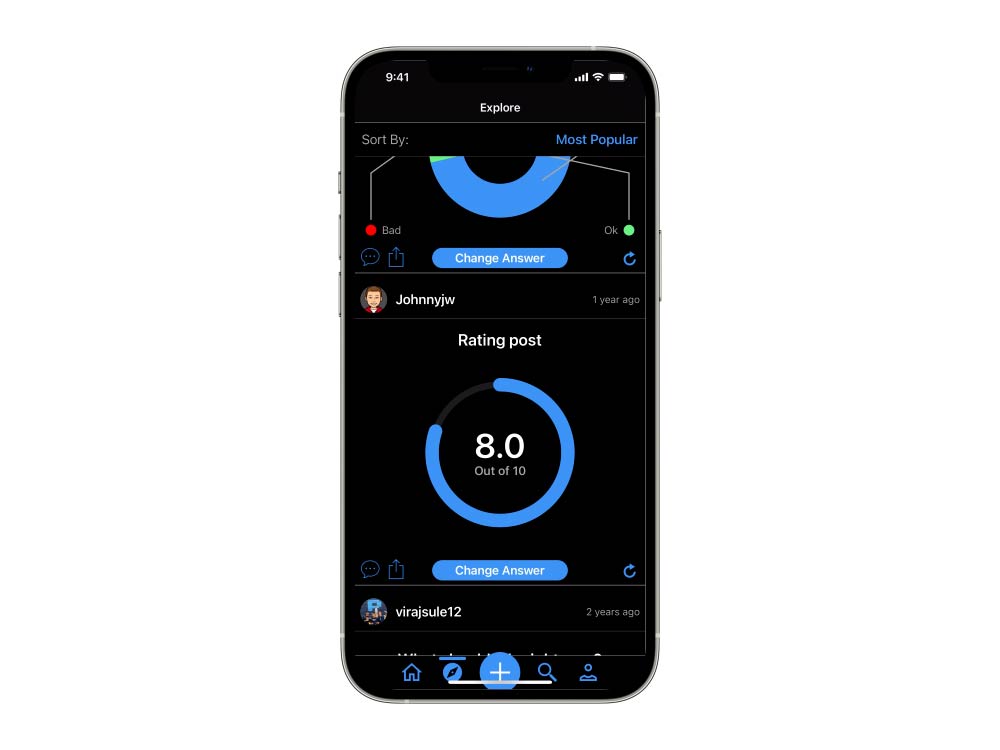 9:41
Explore
Sort By: Most Popular
Bad Ok
Change Answer
Johnnyjw 1 year ago
Rating post
8.0
Out of 10
Change Answer
virajsule12 2 years ago